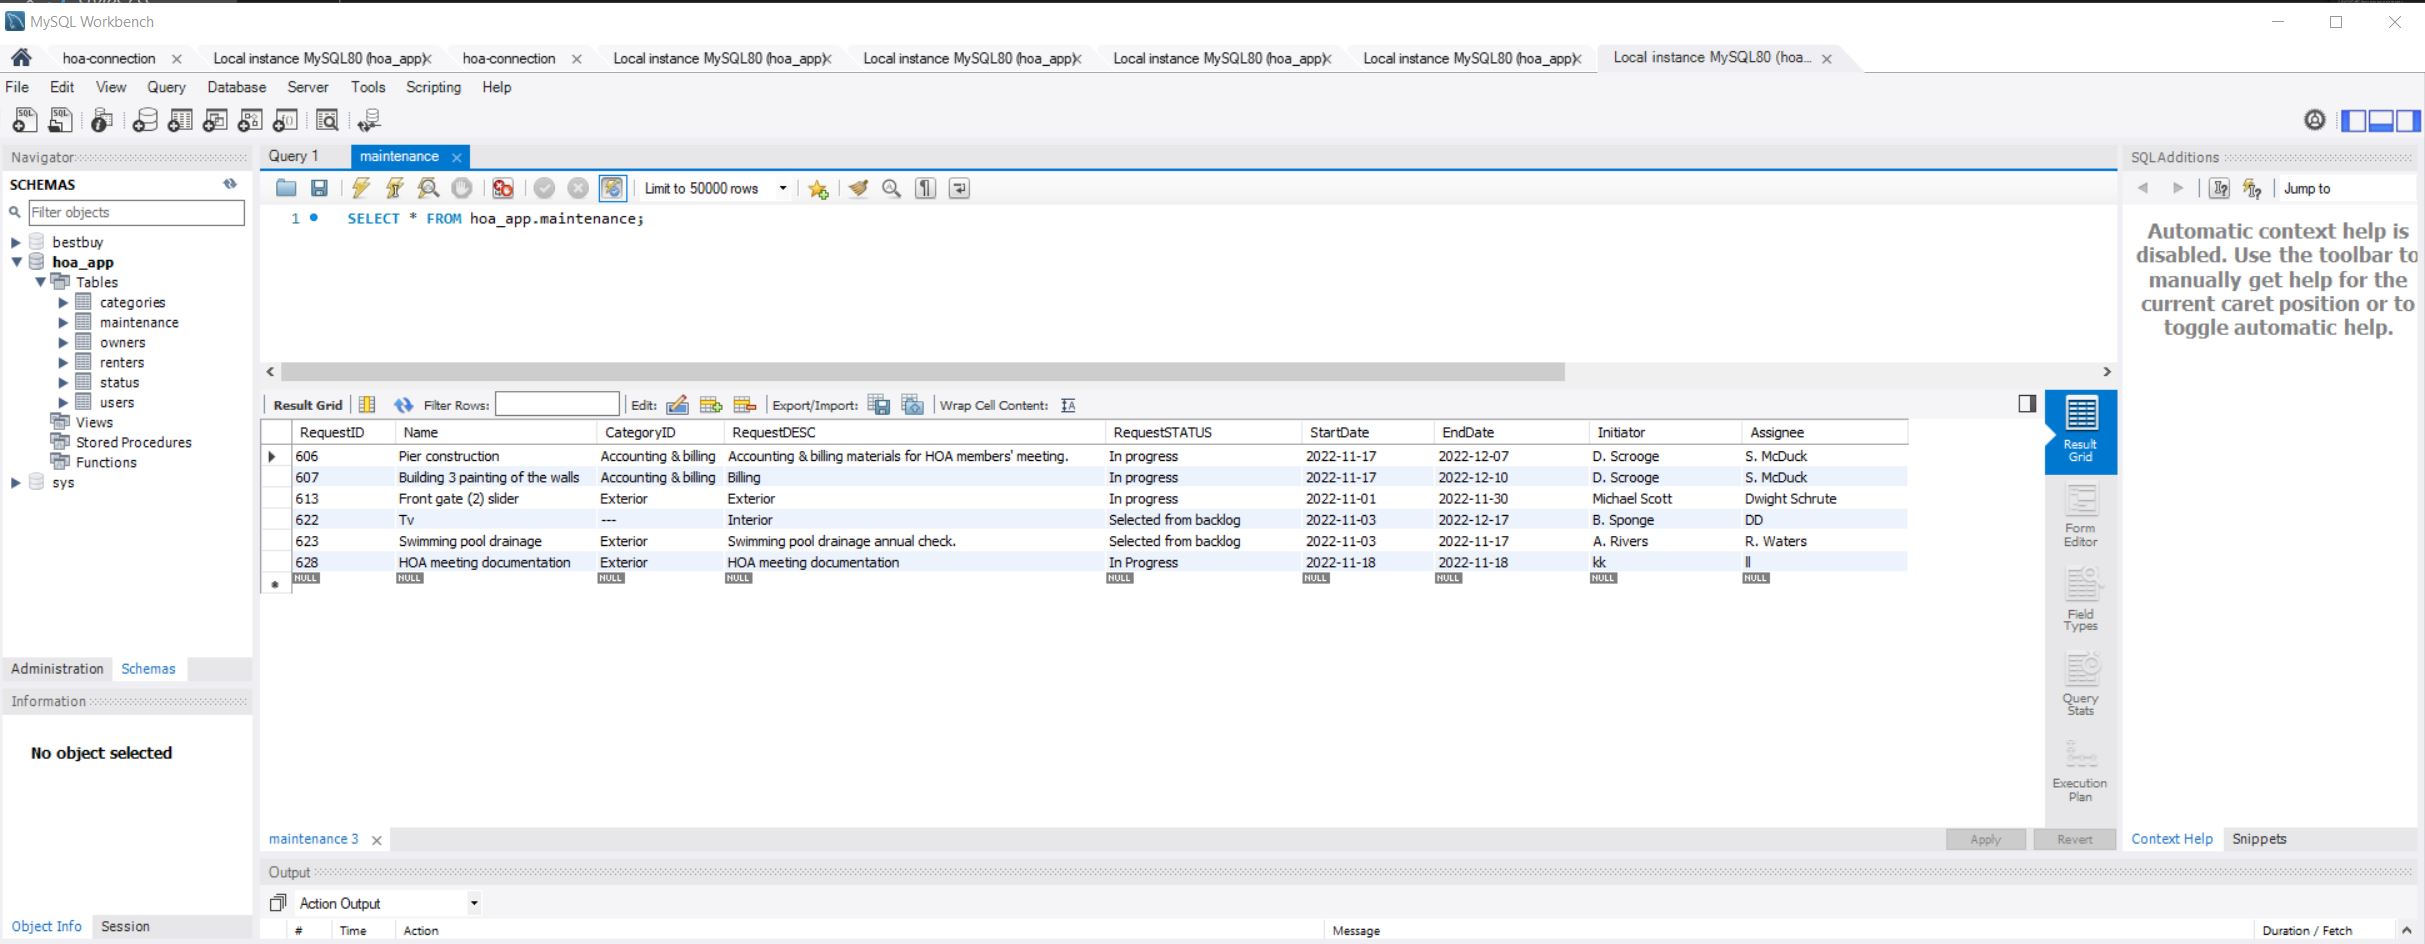 MySQL Workbench
hoa-connection Local instance MySQL80 (hoa_app) hoa-connection Local instance MySQL80 (hoa_app) Local instance MySQL80 (hoa_app) Local instance MySQL80 (hoa_app) Local instance MySQL80 (hoa_app) Local instance MySQL80 (hoa...
File Edit View Query Database Server Tools Scripting Help
Navigator
SCHEMAS
Filter objects
bestbuy
hoa_app
Tables
categories
maintenance
owners
renters
status
users
Views
Stored Procedures
Functions
sys
Administration Schemas
Information
No object selected
Object Info Session
Query 1 maintenance
Limit to 50000 rows
1 SELECT * FROM hoa_app.maintenance;
Result Grid Filter Rows: Edit: Export/Import: Wrap Cell Content:
RequestID Name CategoryID RequestDESC RequestSTATUS StartDate EndDate Initiator Assignee
606 Pier construction Accounting & billing Accounting & billing materials for HOA members' meeting. In progress 2022-11-17 2022-12-07 D. Scrooge S. McDuck
607 Building 3 painting of the walls Accounting & billing Billing In progress 2022-11-17 2022-12-10 D. Scrooge S. McDuck
613 Front gate (2) slider Exterior Exterior In progress 2022-11-01 2022-11-30 Michael Scott Dwight Schrute
622 Tv --- Interior Selected from backlog 2022-11-03 2022-12-17 B. Sponge DD
623 Swimming pool drainage Exterior Swimming pool drainage annual check. Selected from backlog 2022-11-03 2022-11-17 A. Rivers R. Waters
628 HOA meeting documentation Exterior HOA meeting documentation In Progress 2022-11-18 2022-11-18 kk ll
NULL NULL NULL NULL NULL NULL NULL NULL NULL
Result
Grid
Form
Editor
Field
Types
Query
Stats
Execution
Plan
maintenance 3 Apply Revert
Output
Action Output
# Time Action Message Duration / Fetch
SQLAdditions
Jump to
Automatic context help is
disabled. Use the toolbar to
manually get help for the
current caret position or to
toggle automatic help.
Context Help Snippets